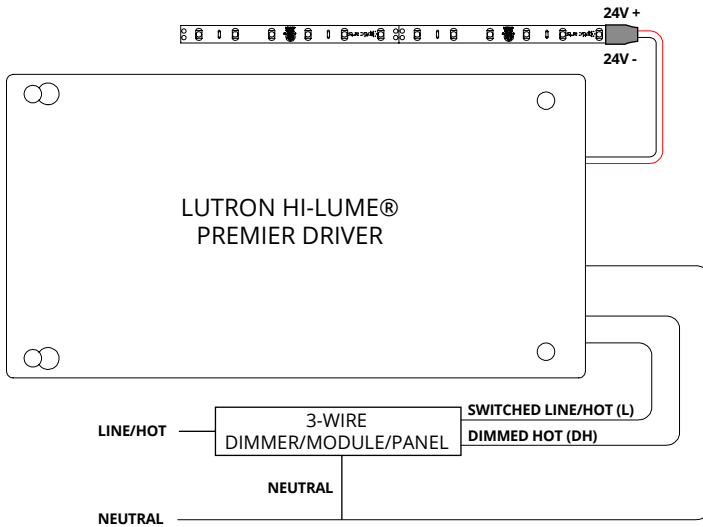 24V +
24V -
LUTRON HI-LUME®
PREMIER DRIVER
SWITCHED LINE/HOT (L)
3-WIRE
DIMMER/MODULE/PANEL
LINE/HOT
DIMMED HOT (DH)
NEUTRAL
NEUTRAL